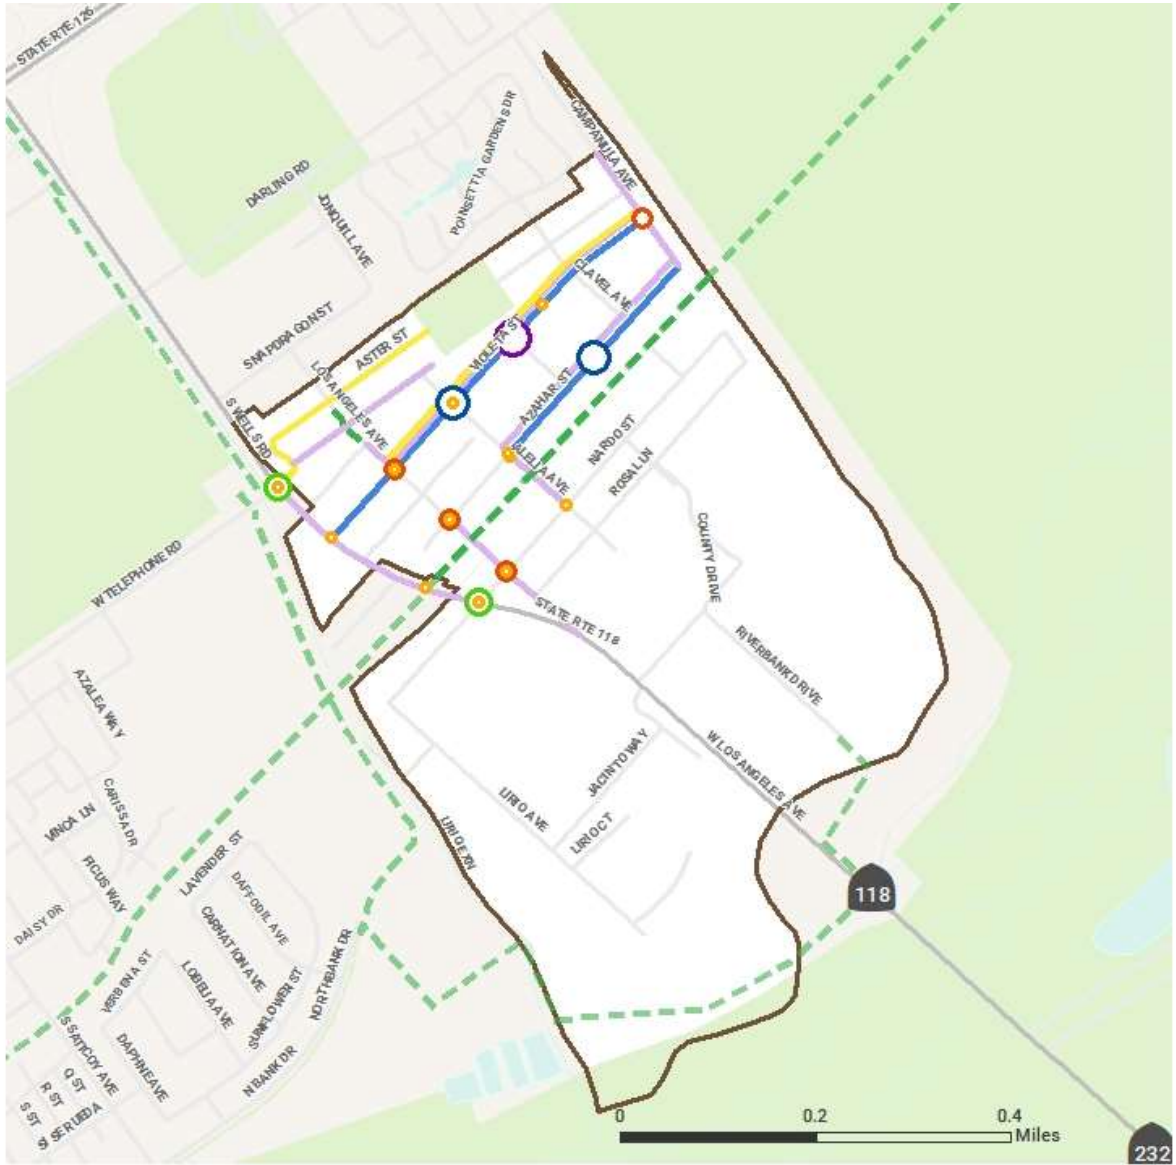 STATE RTE 126
CAMPANULA AVE
POINSETTIA GARDENS DR
DARLING RD
JONQUILL AVE
CLAVEL AVE
SNAPDRAGON ST
VIOLETA ST
ASTER ST
LOS ANGELES AVE
AZAHAR ST
S WELLS RD
NARDO ST
ALELIA AVE
ROSAL LN
COUNTY DRIVE
W TELEPHONE RD
STATE RTE 118
RIVERBANK DRIVE
AZALEA WAY
W LOS ANGELES AVE
JACINTO WAY
CARISSA DR
LIRIO AVE
VINCA LN
LIRIO CT
LAVENDER ST
FICUS WAY
DAFFODIL AVE
118
DAISY DR
CARNATION AVE
NORTHBANK DR
VERBENA ST
LOBELIA AVE
SUNFLOWER ST
S SATICOY AVE
DAPHNE AVE
N BANK DR
Q ST
R ST
S ST
0 0.2 0.4
Miles
232